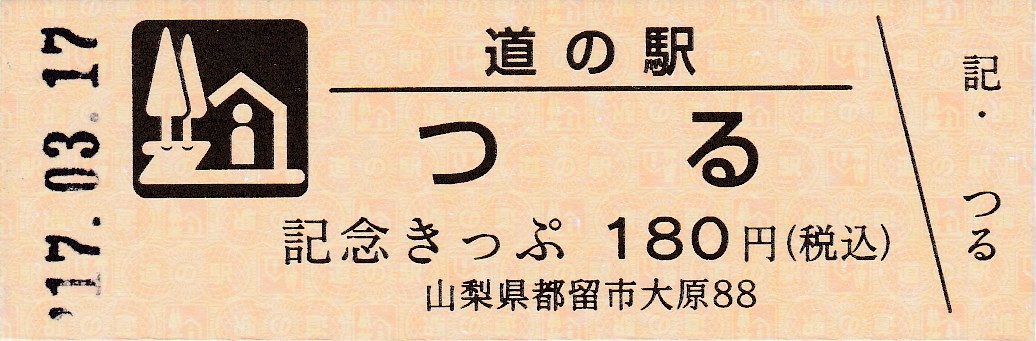 '17.03.17
道の駅
つる
記念きっぷ 180円(税込)
山梨県都留市大原88
記・つる